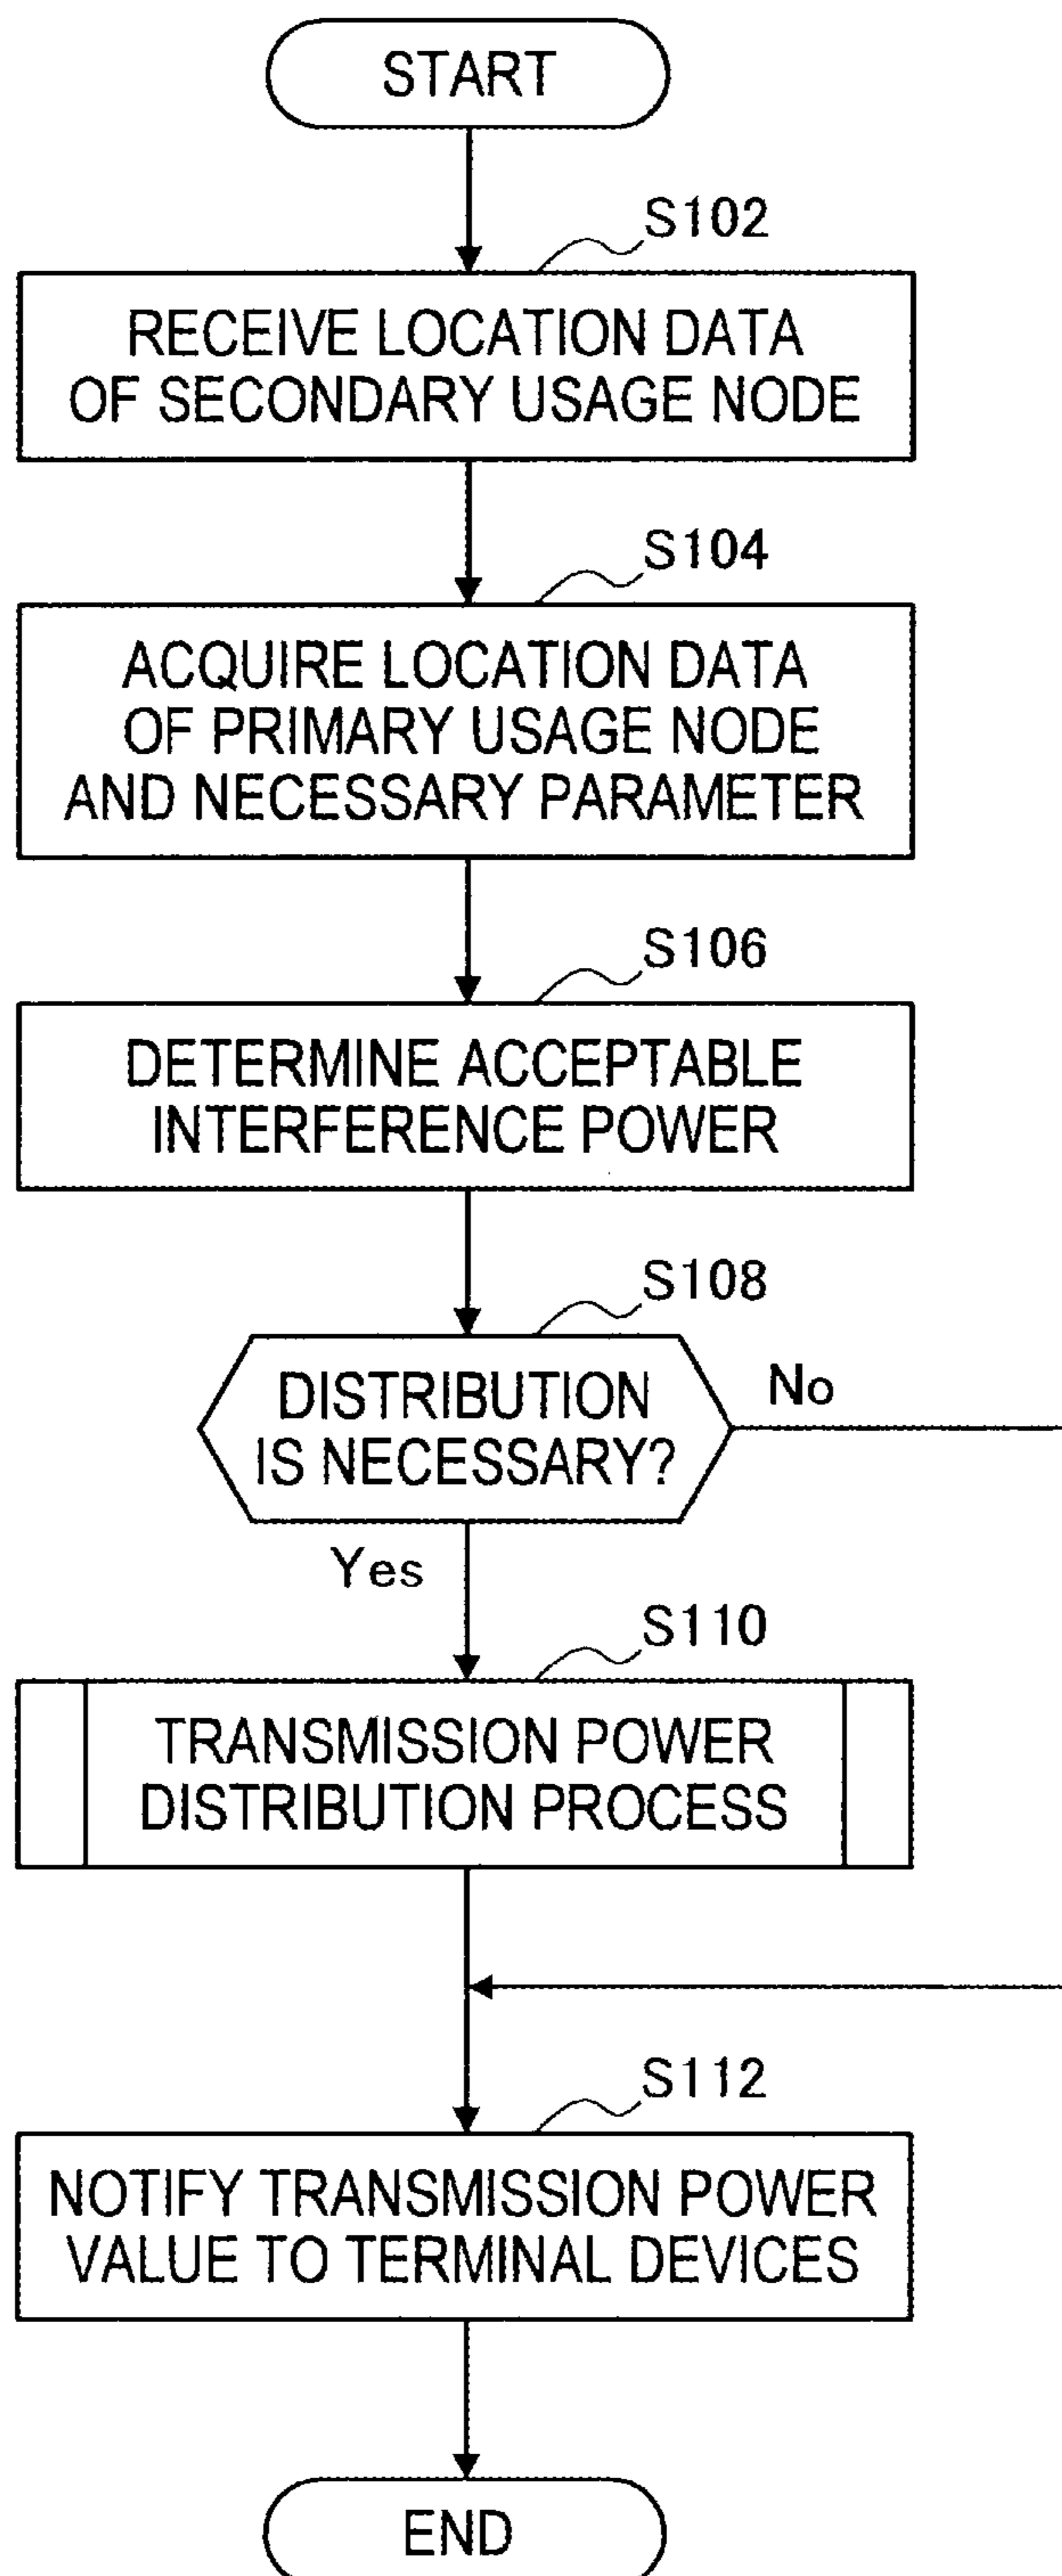 START
S102
RECEIVE LOCATION DATA
OF SECONDARY USAGE NODE
S104
ACQUIRE LOCATION DATA
OF PRIMARY USAGE NODE
AND NECESSARY PARAMETER
S106
DETERMINE ACCEPTABLE
INTERFERENCE POWER
S108
DISTRIBUTION
IS NECESSARY?
No
Yes
S110
TRANSMISSION POWER
DISTRIBUTION PROCESS
S112
NOTIFY TRANSMISSION POWER
VALUE TO TERMINAL DEVICES
END